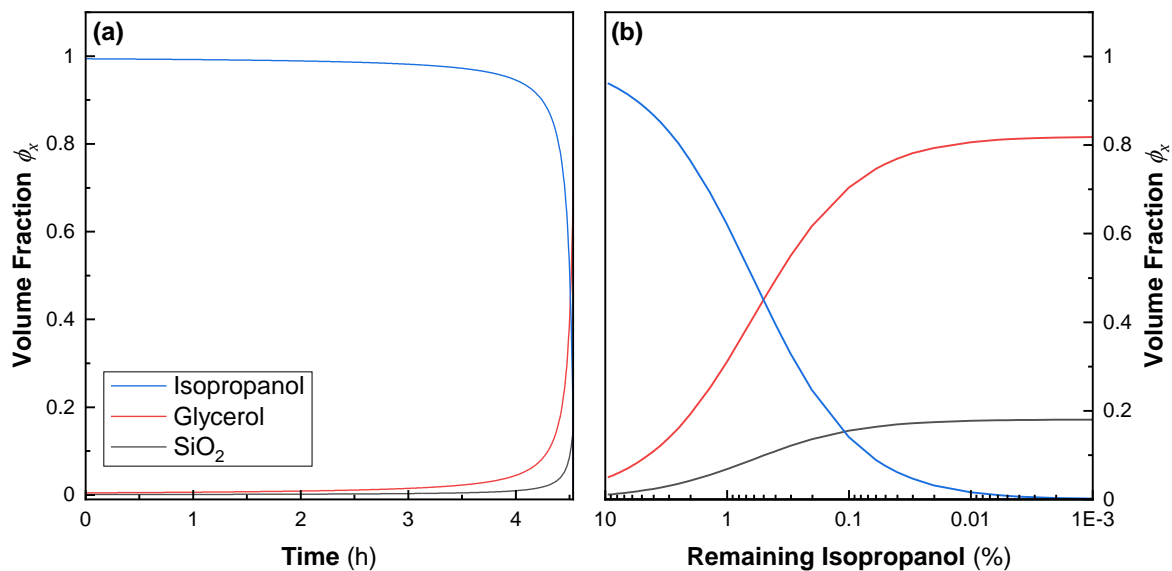 (a)
Volume Fraction ϕₓ
1
0.8
0.6
0.4
0.2
0
Isopropanol
Glycerol
SiO₂
0 1 2 3 4
Time (h)
(b)
1
0.8
0.6
0.4
0.2
0
Volume Fraction ϕₓ
10 1 0.1 0.01 1E-3
Remaining Isopropanol (%)